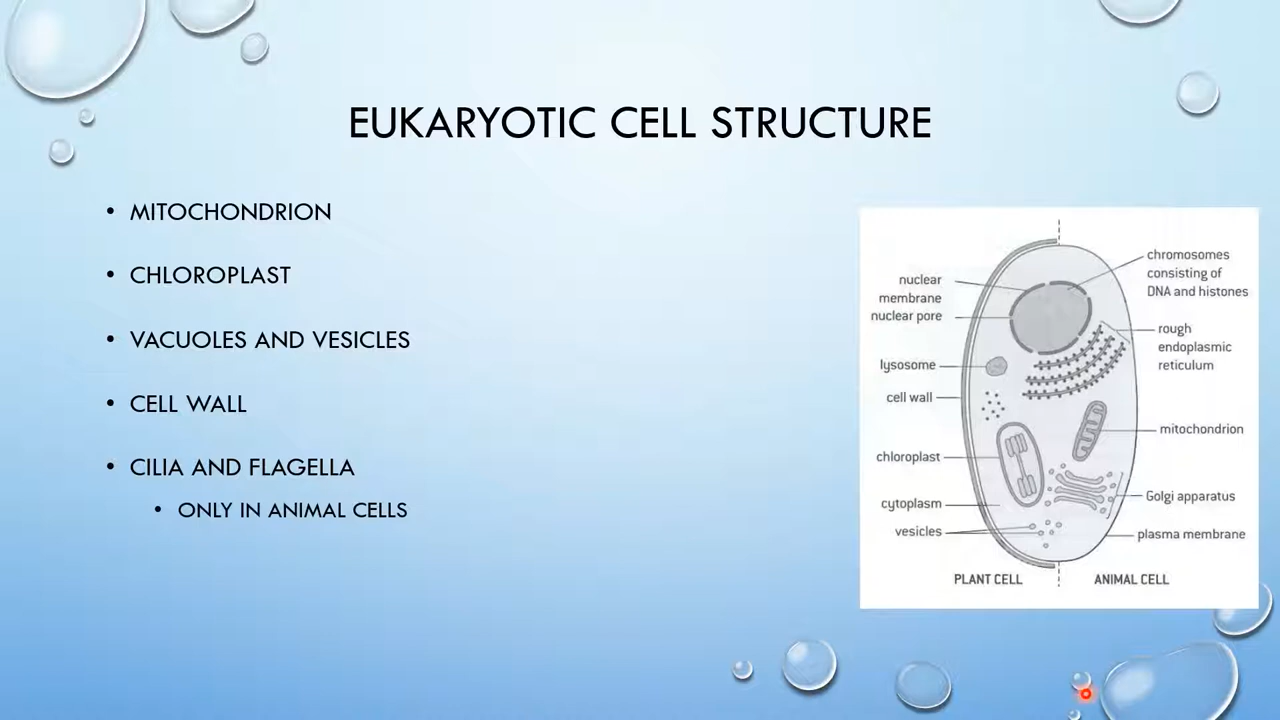 EUKARYOTIC CELL STRUCTURE
• MITOCHONDRION
• CHLOROPLAST
• VACUOLES AND VESICLES
• CELL WALL
• CILIA AND FLAGELLA
• ONLY IN ANIMAL CELLS
nuclear
membrane
nuclear pore
lysosome
cell wall
chloroplast
cytoplasm
vesicles
chromosomes
consisting of
DNA and histones
rough
endoplasmic
reticulum
mitochondrion
Golgi apparatus
plasma membrane
PLANT CELL
ANIMAL CELL